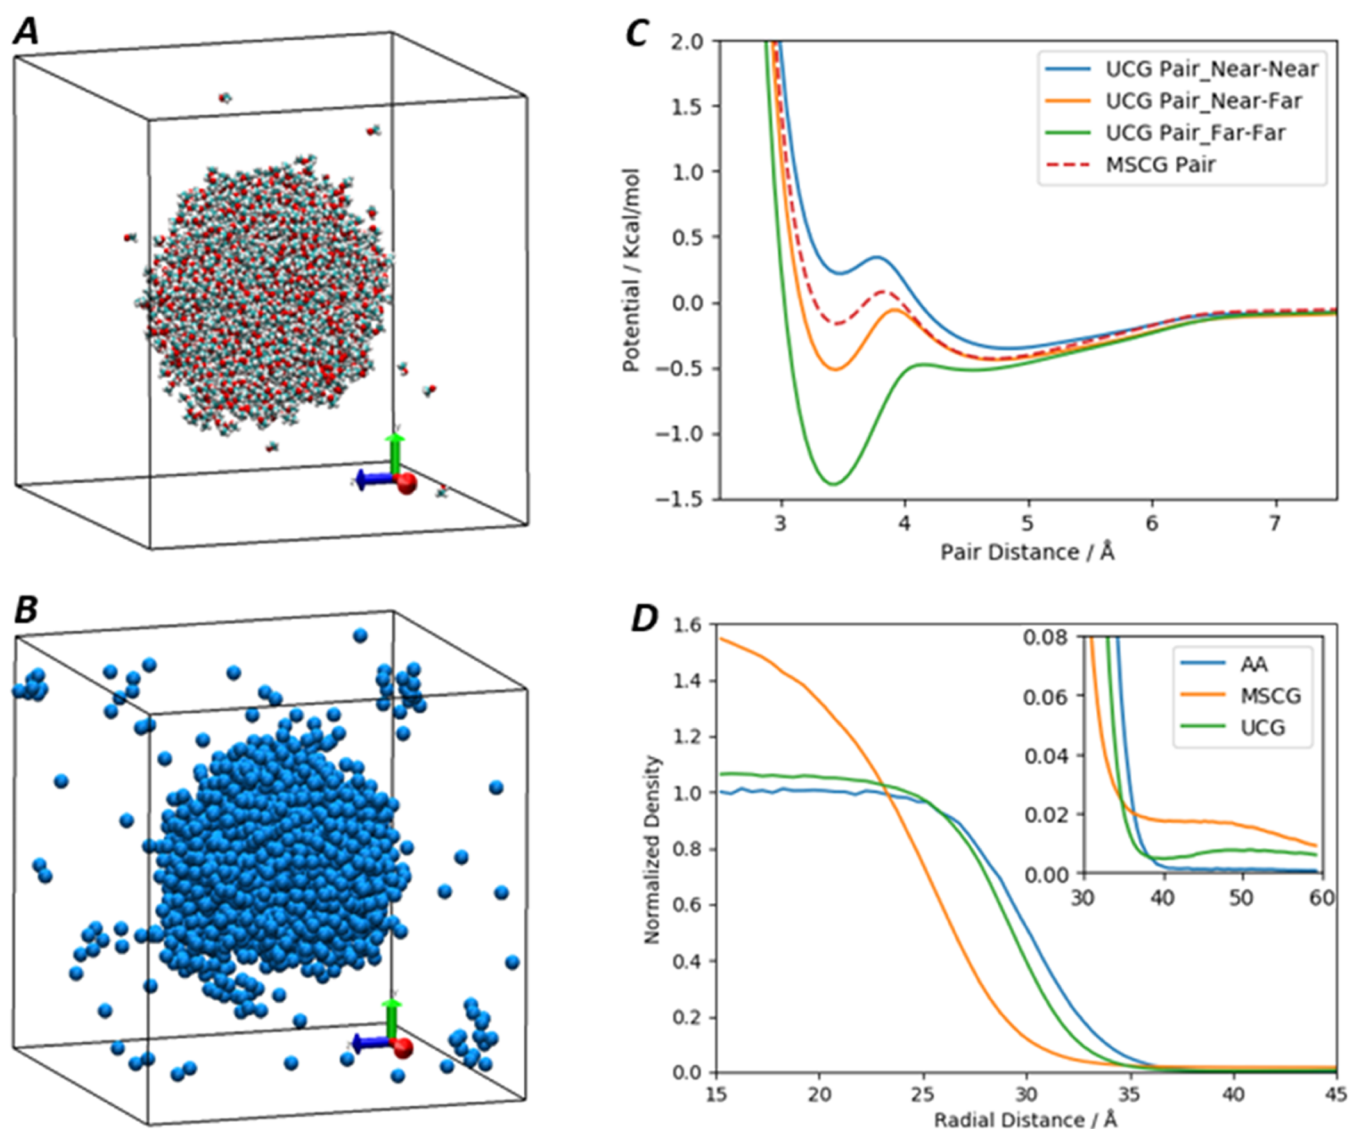 A
B
C
2.0
1.5
1.0
0.5
0.0
−0.5
−1.0
−1.5
3 4 5 6 7
Potential / Kcal/mol
Pair Distance / Å
UCG Pair_Near-Near
UCG Pair_Near-Far
UCG Pair_Far-Far
MSCG Pair
D
1.6
1.4
1.2
1.0
0.8
0.6
0.4
0.2
0.0
15 20 25 30 35 40 45
Normalized Density
Radial Distance / Å
0.08
0.06
0.04
0.02
0.00
30 40 50 60
AA
MSCG
UCG